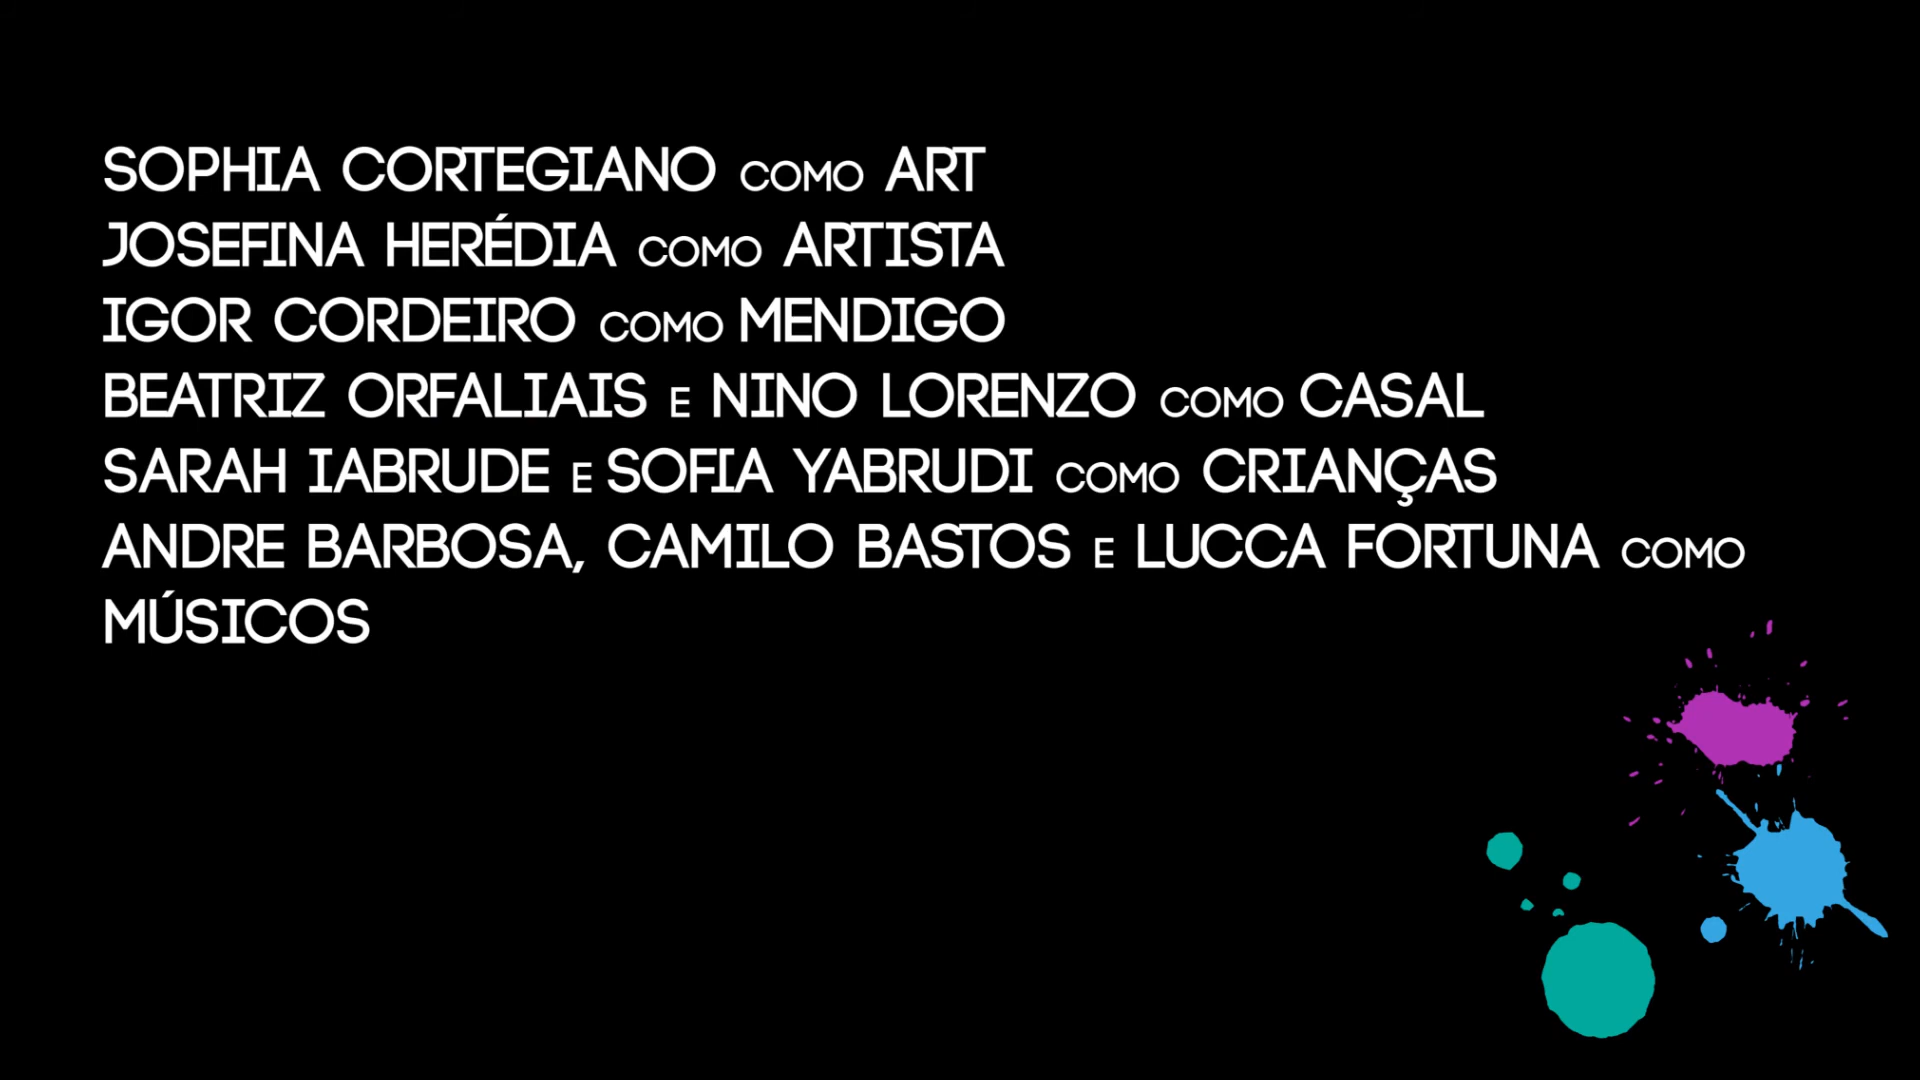 SOPHIA CORTEGIANO COMO ART
JOSEFINA HERÉDIA COMO ARTISTA
IGOR CORDEIRO COMO MENDIGO
BEATRIZ ORFALIAIS E NINO LORENZO COMO CASAL
SARAH IABRUDE E SOFIA YABRUDI COMO CRIANÇAS
ANDRE BARBOSA, CAMILO BASTOS E LUCCA FORTUNA COMO
MÚSICOS